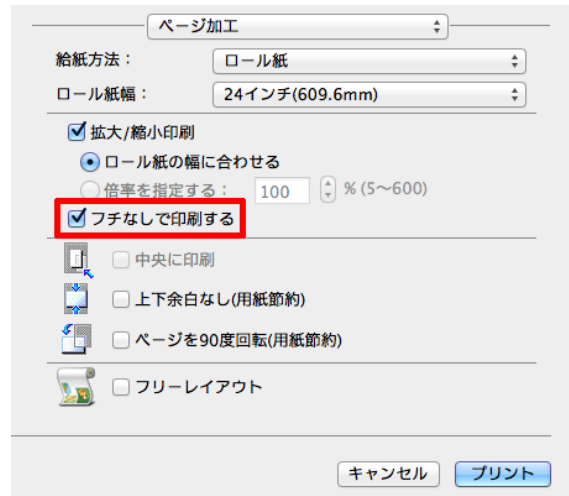 ページ加工
給紙方法： ロール紙
ロール紙幅： 24インチ(609.6mm)
拡大/縮小印刷
ロール紙の幅に合わせる
倍率を指定する： 100 % (5〜600)
フチなしで印刷する
中央に印刷
上下余白なし(用紙節約)
ページを90度回転(用紙節約)
フリーレイアウト
キャンセル プリント